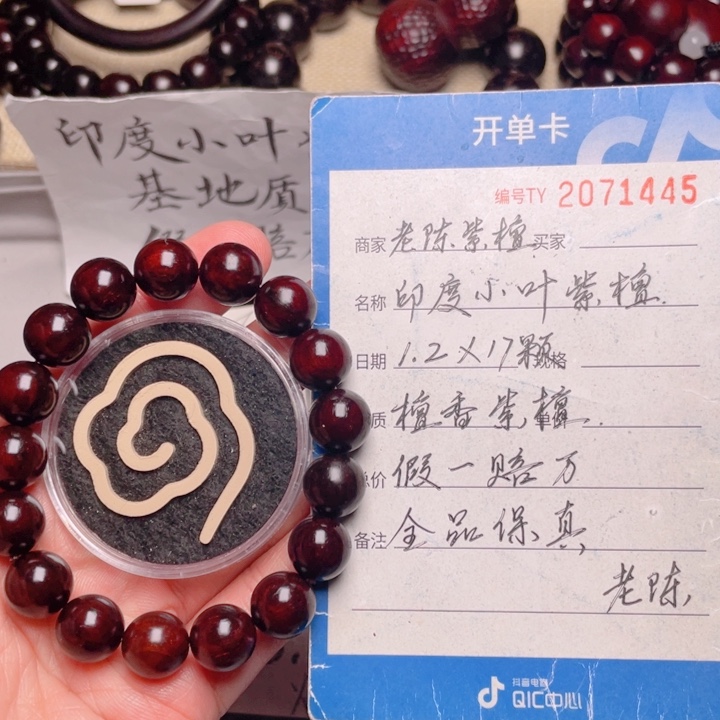 印度小叶
基地质
开单卡
编号TY 2071445
商家 老陈紫檀 买家
名称 印度小叶紫檀
日期 1.2×17颗 规格
质 檀香紫檀
总价 假一赔万
备注 全品保真
老陈
抖音电商
QIC中心